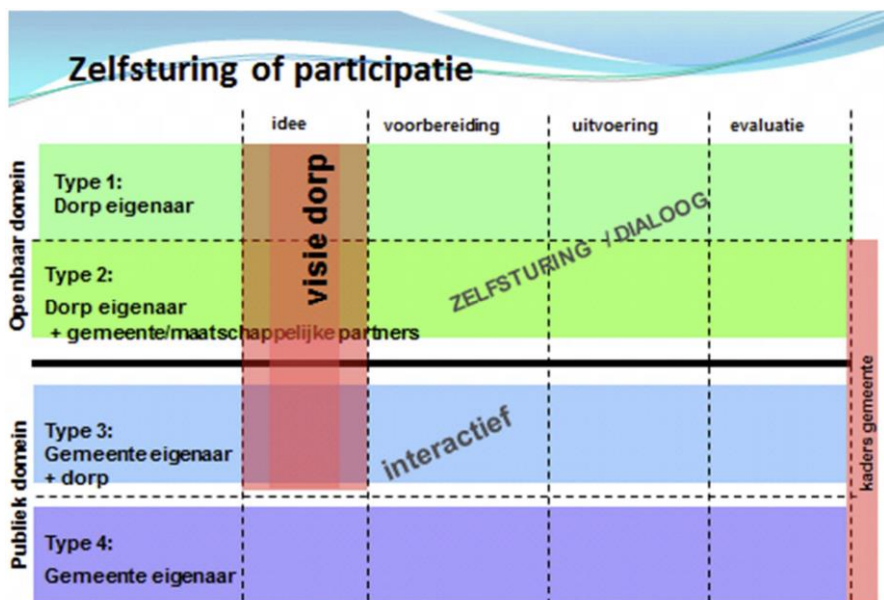 Zelfsturing of participatie
idee voorbereiding uitvoering evaluatie
Openbaar domein
Type 1:
Dorp eigenaar
visie dorp
ZELFSTURING / DIALOOG
Type 2:
Dorp eigenaar
+ gemeente/maatschappelijke partners
Publiek domein
Type 3:
Gemeente eigenaar
+ dorp
interactief
kaders gemeente
Type 4:
Gemeente eigenaar